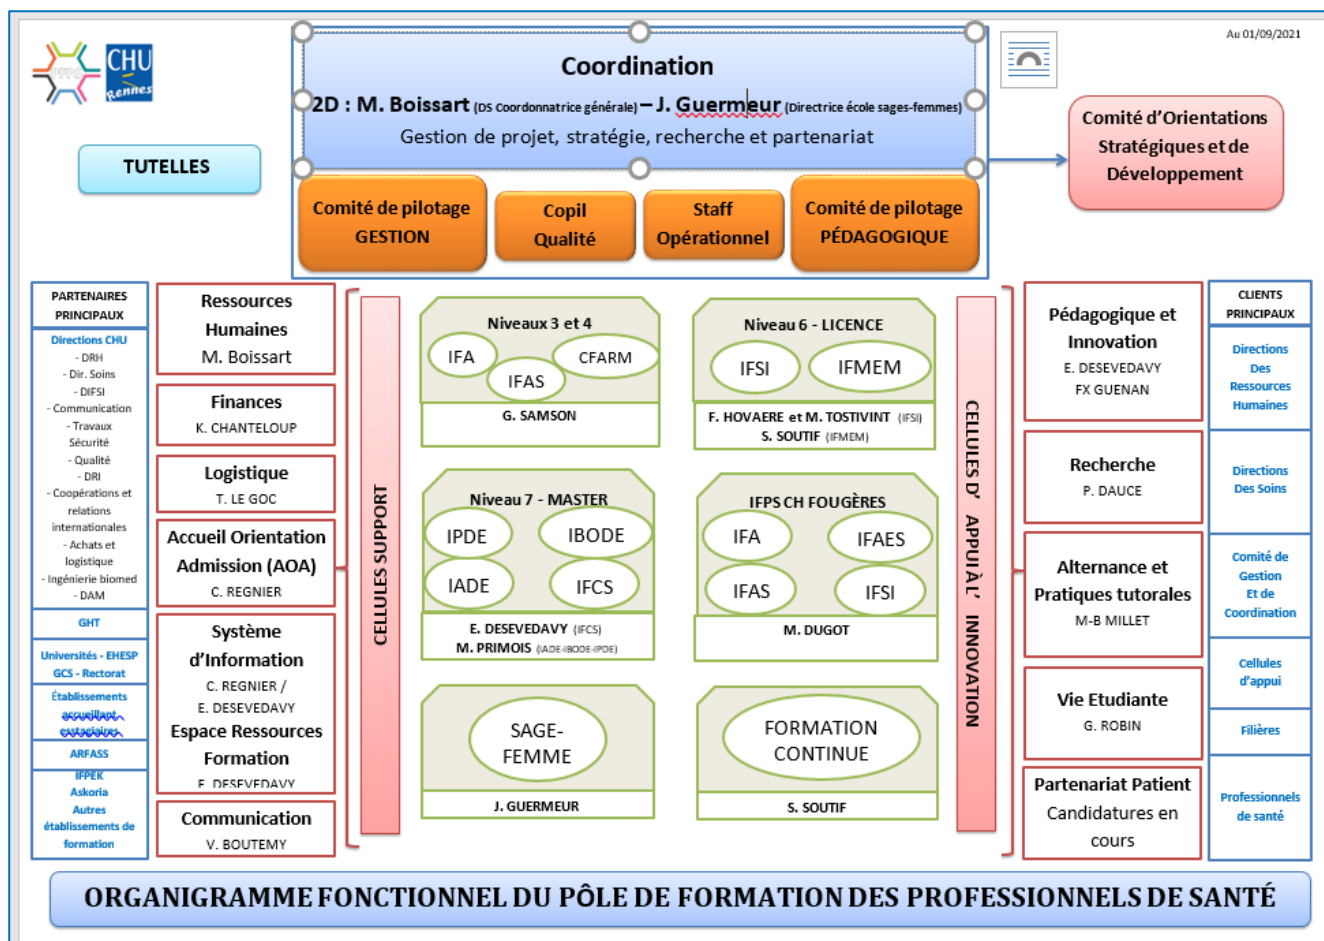 Au 01/09/2021
PFPS
CHU
Rennes
Coordination
2D : M. Boissart (DS Coordonnatrice générale) – J. Guermeur (Directrice école sages-femmes)
Gestion de projet, stratégie, recherche et partenariat
TUTELLES
Comité d'Orientations
Stratégiques et de
Développement
Comité de pilotage
GESTION
Copil
Qualité
Staff
Opérationnel
Comité de pilotage
PÉDAGOGIQUE
PARTENAIRES
PRINCIPAUX
Directions CHU
- DRH
- Dir. Soins
- DIFSI
- Communication
- Travaux
Sécurité
- Qualité
- DRI
- Coopérations et
relations
internationales
- Achats et
logistique
- Ingénierie biomed
- DAM
GHT
Universités - EHESP
GCS - Rectorat
Établissements
accueillant
esstagiaires
ARFASS
IFPEK
Askoria
Autres
établissements de
formation
Ressources
Humaines
M. Boissart
Finances
K. CHANTELOUP
Logistique
T. LE GOC
Accueil Orientation
Admission (AOA)
C. REGNIER
Système
d'Information
C. REGNIER /
E. DESEVEDAVY
Espace Ressources
Formation
E. DESEVEDAVY
Communication
V. BOUTEMY
CELLULES SUPPORT
Niveaux 3 et 4
IFA
CFARM
IFAS
G. SAMSON
Niveau 6 - LICENCE
IFSI
IFMEM
F. HOVAERE et M. TOSTIVINT (IFSI)
S. SOUTIF (IFMEM)
Niveau 7 - MASTER
IPDE
IBODE
IADE
IFCS
E. DESEVEDAVY (IFCS)
M. PRIMOIS (IADE-IBODE-IPDE)
IFPS CH FOUGÈRES
IFA
IFAES
IFAS
IFSI
M. DUGOT
SAGE-
FEMME
J. GUERMEUR
FORMATION
CONTINUE
S. SOUTIF
CELLULES D' APPUI À L' INNOVATION
Pédagogique et
Innovation
E. DESEVEDAVY
FX GUENAN
Recherche
P. DAUCE
Alternance et
Pratiques tutorales
M-B MILLET
Vie Etudiante
G. ROBIN
Partenariat Patient
Candidatures en
cours
CLIENTS
PRINCIPAUX
Directions
Des
Ressources
Humaines
Directions
Des Soins
Comité de
Gestion
Et de
Coordination
Cellules
d'appui
Filières
Professionnels
de santé
ORGANIGRAMME FONCTIONNEL DU PÔLE DE FORMATION DES PROFESSIONNELS DE SANTÉ